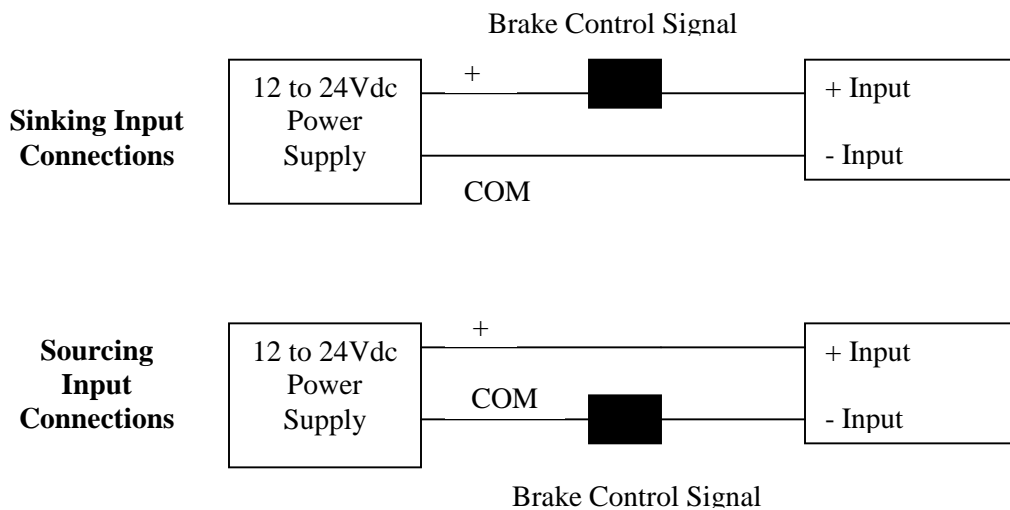 Brake Control Signal
Sinking Input
Connections
12 to 24Vdc
Power
Supply
+
COM
+ Input
- Input
Sourcing
Input
Connections
12 to 24Vdc
Power
Supply
+
COM
+ Input
- Input
Brake Control Signal